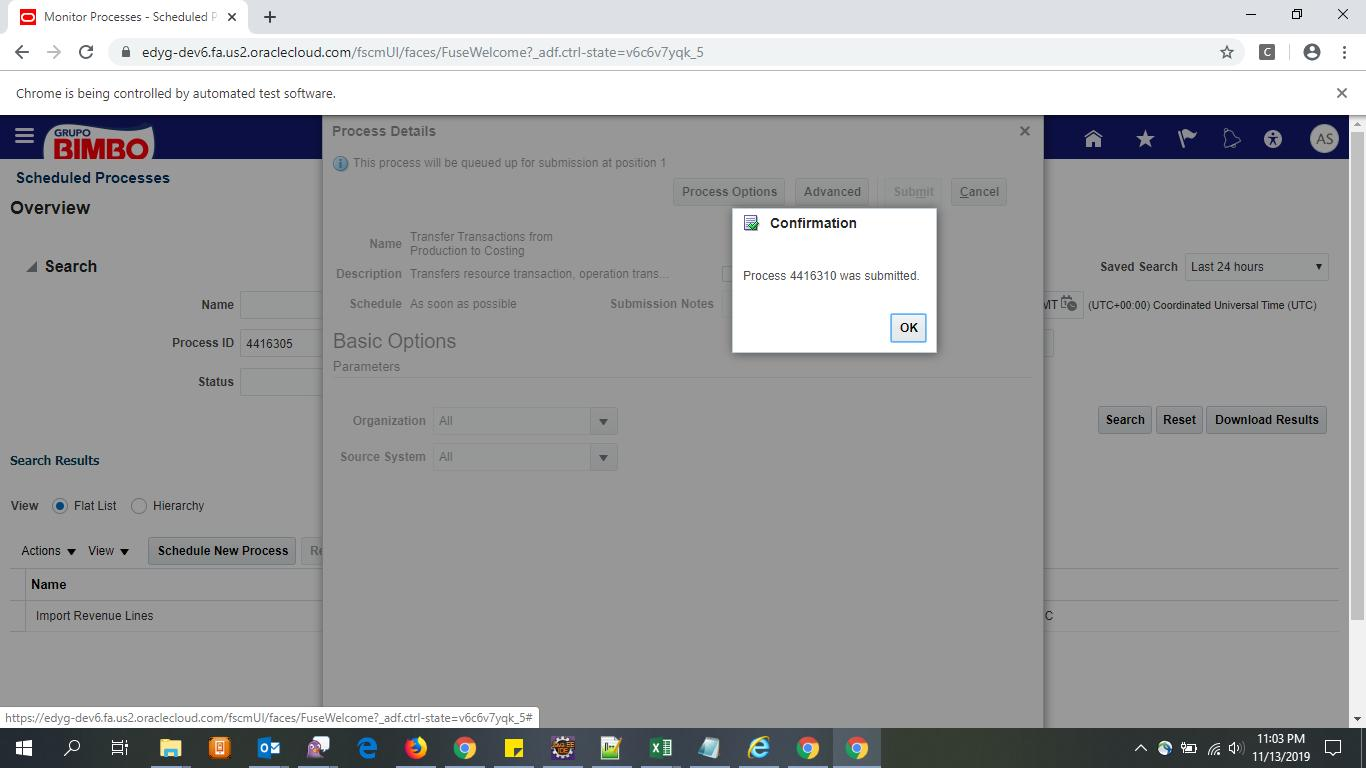 Monitor Processes - Scheduled P
edyg-dev6.fa.us2.oraclecloud.com/fscmUI/faces/FuseWelcome?_adf.ctrl-state=v6c6v7yqk_5
C
Chrome is being controlled by automated test software.
GRUPO
BIMBO
Process Details
AS
This process will be queued up for submission at position 1
Scheduled Processes
Process Options
Advanced
Submit
Cancel
Overview
Confirmation
Name
Transfer Transactions from
Production to Costing
Search
Description
Transfers resource transaction, operation trans...
Process 4416310 was submitted.
Saved Search
Last 24 hours
Name
Schedule
As soon as possible
Submission Notes
MT
(UTC+00:00) Coordinated Universal Time (UTC)
OK
Process ID
4416305
Basic Options
Parameters
Status
Organization
All
Search
Reset
Download Results
Source System
All
Search Results
View
Flat List
Hierarchy
Actions
View
Schedule New Process
Re
Name
Import Revenue Lines
C
https://edyg-dev6.fa.us2.oraclecloud.com/fscmUI/faces/FuseWelcome?_adf.ctrl-state=v6c6v7yqk_5#
11:03 PM
11/13/2019